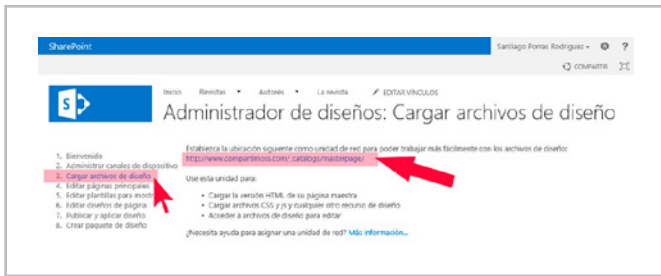 SharePoint
Santiago Porras Rodríguez ?
COMPARTIR
Inicio Revistas Autores La revista EDITAR VÍNCULOS
S
Administrador de diseños: Cargar archivos de diseño
Establezca la ubicación siguiente como unidad de red para poder trabajar más fácilmente con los archivos de diseño:
http://www.compartimoss.com/_catalogs/masterpage/
1. Bienvenido
2. Administrar canales de dispositivo
3. Cargar archivos de diseño
4. Editar páginas principales
5. Editar plantillas para mostr
6. Editar diseños de página
7. Publicar y aplicar diseño
8. Crear paquete de diseño
Use esta unidad para:
• Cargar la versión HTML de su página maestra
• Cargar archivos CSS y js y cualquier otro recurso de diseño
• Acceder a archivos de diseño para editar
¿Necesita ayuda para asignar una unidad de red? Más información...